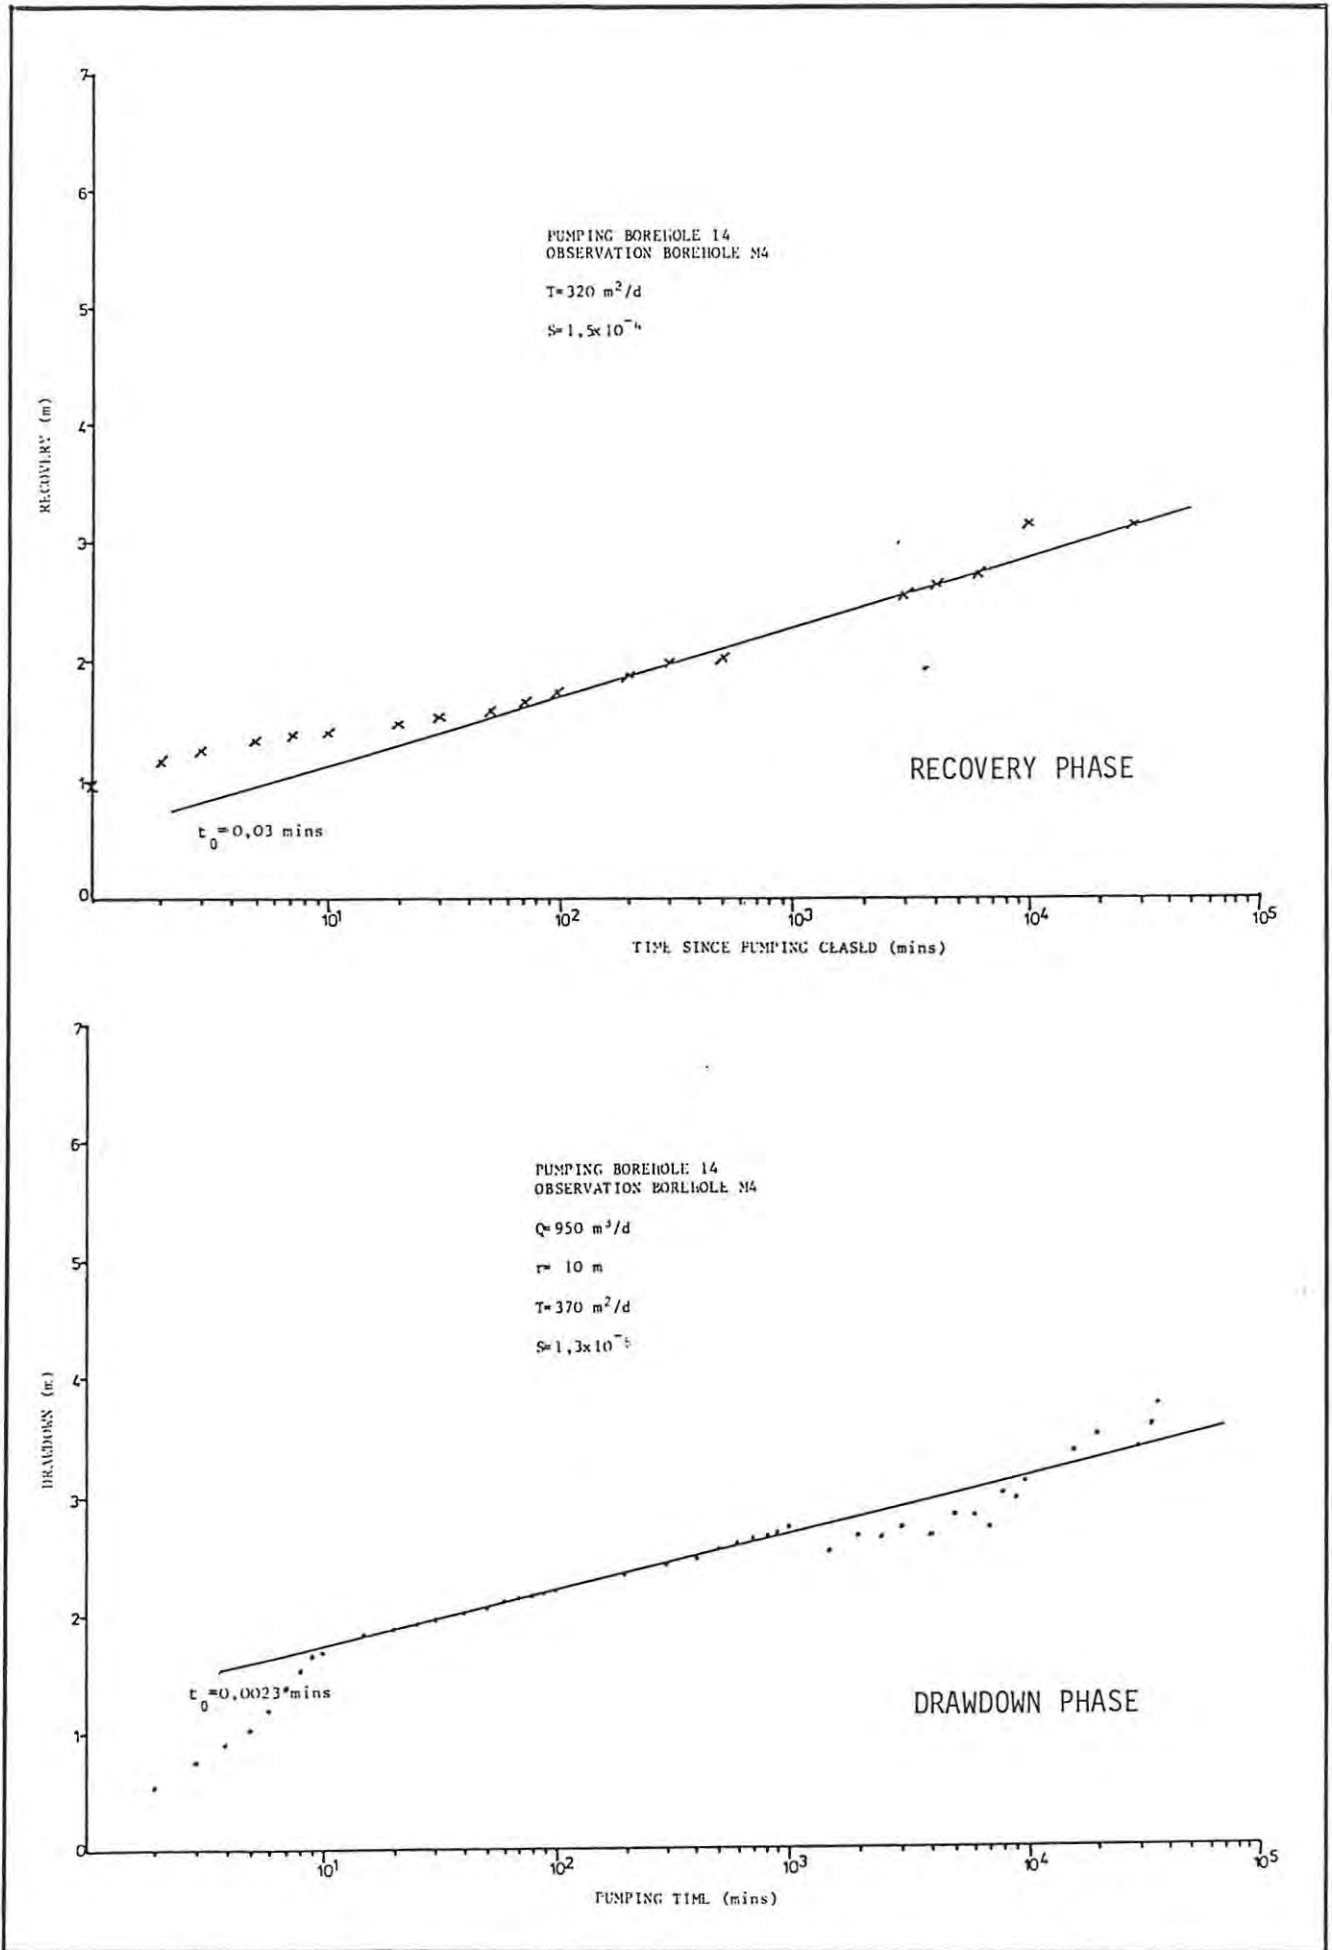 7
6
5
4
3
2
1
0
RECOVERY (m)
PUMPING BOREHOLE 14
OBSERVATION BOREHOLE M4
T=320 m²/d
S=1,5x10⁻⁴
t₀=0,03 mins
RECOVERY PHASE
10¹ 10² 10³ 10⁴ 10⁵
TIME SINCE PUMPING CEASED (mins)
7
6
5
4
3
2
1
0
DRAWDOWN (m)
PUMPING BOREHOLE 14
OBSERVATION BOREHOLE M4
Q=950 m³/d
r= 10 m
T=370 m²/d
S=1,3x10⁻⁵
t₀=0,0023 mins
DRAWDOWN PHASE
10¹ 10² 10³ 10⁴ 10⁵
PUMPING TIME (mins)